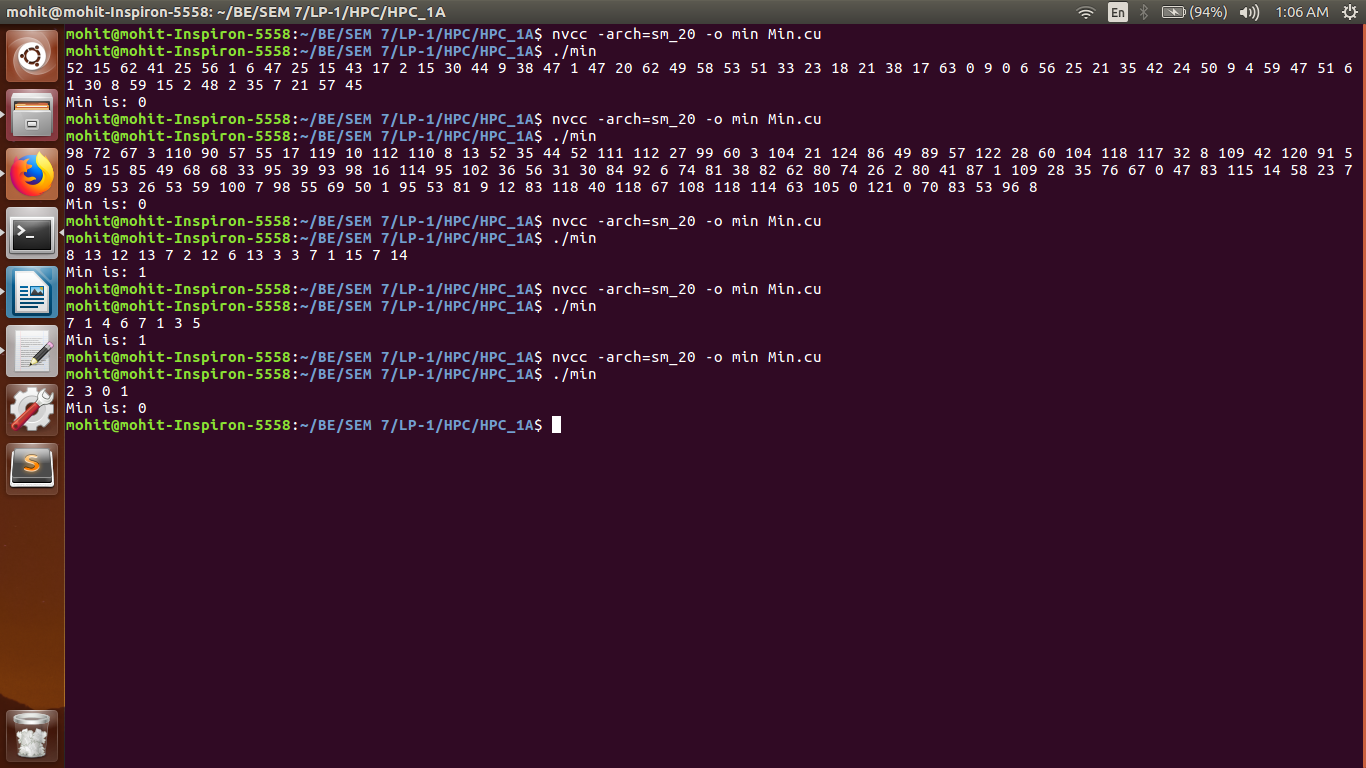 mohit@mohit-Inspiron-5558: ~/BE/SEM 7/LP-1/HPC/HPC_1A
En (94%) 1:06 AM
mohit@mohit-Inspiron-5558:~/BE/SEM 7/LP-1/HPC/HPC_1A$ nvcc -arch=sm_20 -o min Min.cu
mohit@mohit-Inspiron-5558:~/BE/SEM 7/LP-1/HPC/HPC_1A$ ./min
52 15 62 41 25 56 1 6 47 25 15 43 17 2 15 30 44 9 38 47 1 47 20 62 49 58 53 51 33 23 18 21 38 17 63 0 9 0 6 56 25 21 35 42 24 50 9 4 59 47 51 6
1 30 8 59 15 2 48 2 35 7 21 57 45
Min is: 0
mohit@mohit-Inspiron-5558:~/BE/SEM 7/LP-1/HPC/HPC_1A$ nvcc -arch=sm_20 -o min Min.cu
mohit@mohit-Inspiron-5558:~/BE/SEM 7/LP-1/HPC/HPC_1A$ ./min
98 72 67 3 110 90 57 55 17 119 10 112 110 8 13 52 35 44 52 111 112 27 99 60 3 104 21 124 86 49 89 57 122 28 60 104 118 117 32 8 109 42 120 91 5
0 5 15 85 49 68 68 33 95 39 93 98 16 114 95 102 36 56 31 30 84 92 6 74 81 38 82 62 80 74 26 2 80 41 87 1 109 28 35 76 67 0 47 83 115 14 58 23 7
0 89 53 26 53 59 100 7 98 55 69 50 1 95 53 81 9 12 83 118 40 118 67 108 118 114 63 105 0 121 0 70 83 53 96 8
Min is: 0
mohit@mohit-Inspiron-5558:~/BE/SEM 7/LP-1/HPC/HPC_1A$ nvcc -arch=sm_20 -o min Min.cu
mohit@mohit-Inspiron-5558:~/BE/SEM 7/LP-1/HPC/HPC_1A$ ./min
8 13 12 13 7 2 12 6 13 3 3 7 1 15 7 14
Min is: 1
mohit@mohit-Inspiron-5558:~/BE/SEM 7/LP-1/HPC/HPC_1A$ nvcc -arch=sm_20 -o min Min.cu
mohit@mohit-Inspiron-5558:~/BE/SEM 7/LP-1/HPC/HPC_1A$ ./min
7 1 4 6 7 1 3 5
Min is: 1
mohit@mohit-Inspiron-5558:~/BE/SEM 7/LP-1/HPC/HPC_1A$ nvcc -arch=sm_20 -o min Min.cu
mohit@mohit-Inspiron-5558:~/BE/SEM 7/LP-1/HPC/HPC_1A$ ./min
2 3 0 1
Min is: 0
mohit@mohit-Inspiron-5558:~/BE/SEM 7/LP-1/HPC/HPC_1A$